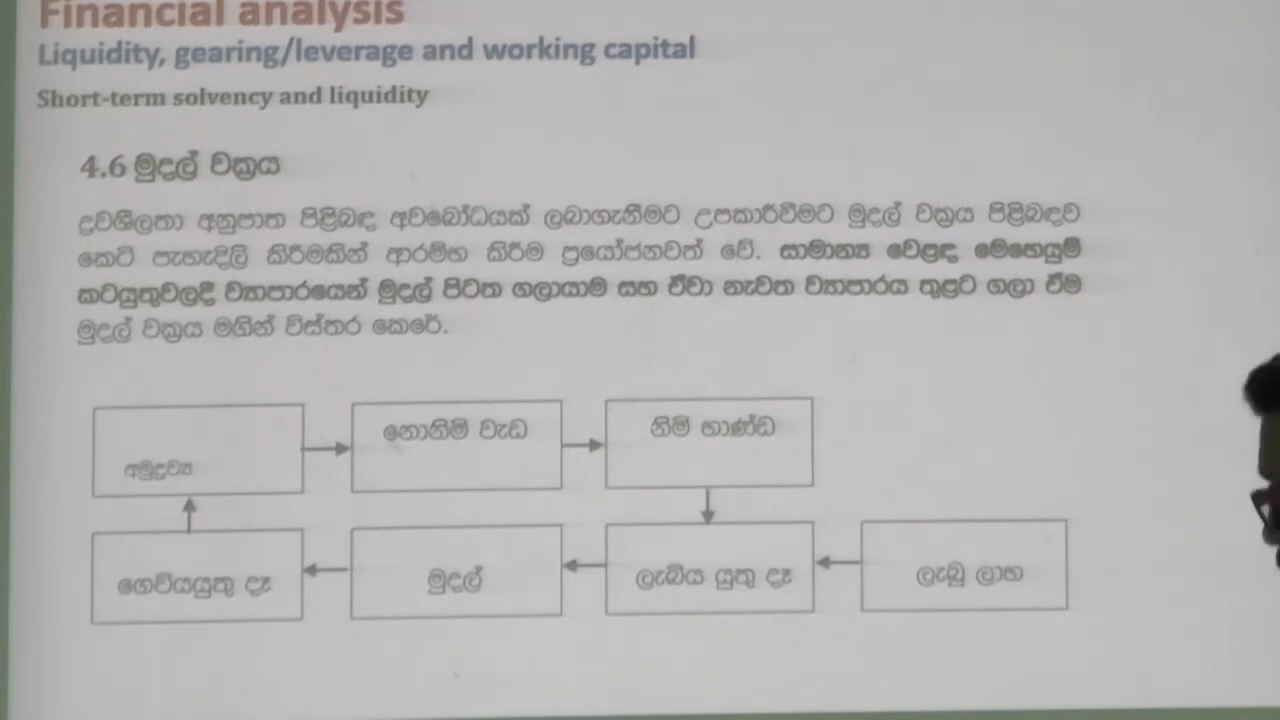 Financial analysis
Liquidity, gearing/leverage and working capital
Short-term solvency and liquidity
4.6 මුදල් චක්‍රය
ද්‍රවශීලතා අනුපාත පිළිබඳ අවබෝධයක් ලබාගැනීමට උපකාරවීමට මුදල් චක්‍රය පිළිබඳව
කෙටි පැහැදිලි කිරීමකින් ආරම්භ කිරීම ප්‍රයෝජනවත් වේ. සාමාන්‍ය වෙළඳ මෙහෙයුම්
කටයුතුවලදී ව්‍යාපාරයෙන් මුදල් පිටත ගලායාම සහ ඒවා නැවත ව්‍යාපාරය තුළට ගලා ඒම
මුදල් චක්‍රය මගින් විස්තර කෙරේ.
අමුද්‍රව්‍ය
නොනිමි වැඩ
නිමි භාණ්ඩ
ගෙවියයුතු දෑ
මුදල්
ලැබිය යුතු දෑ
ලැබූ ලාභ